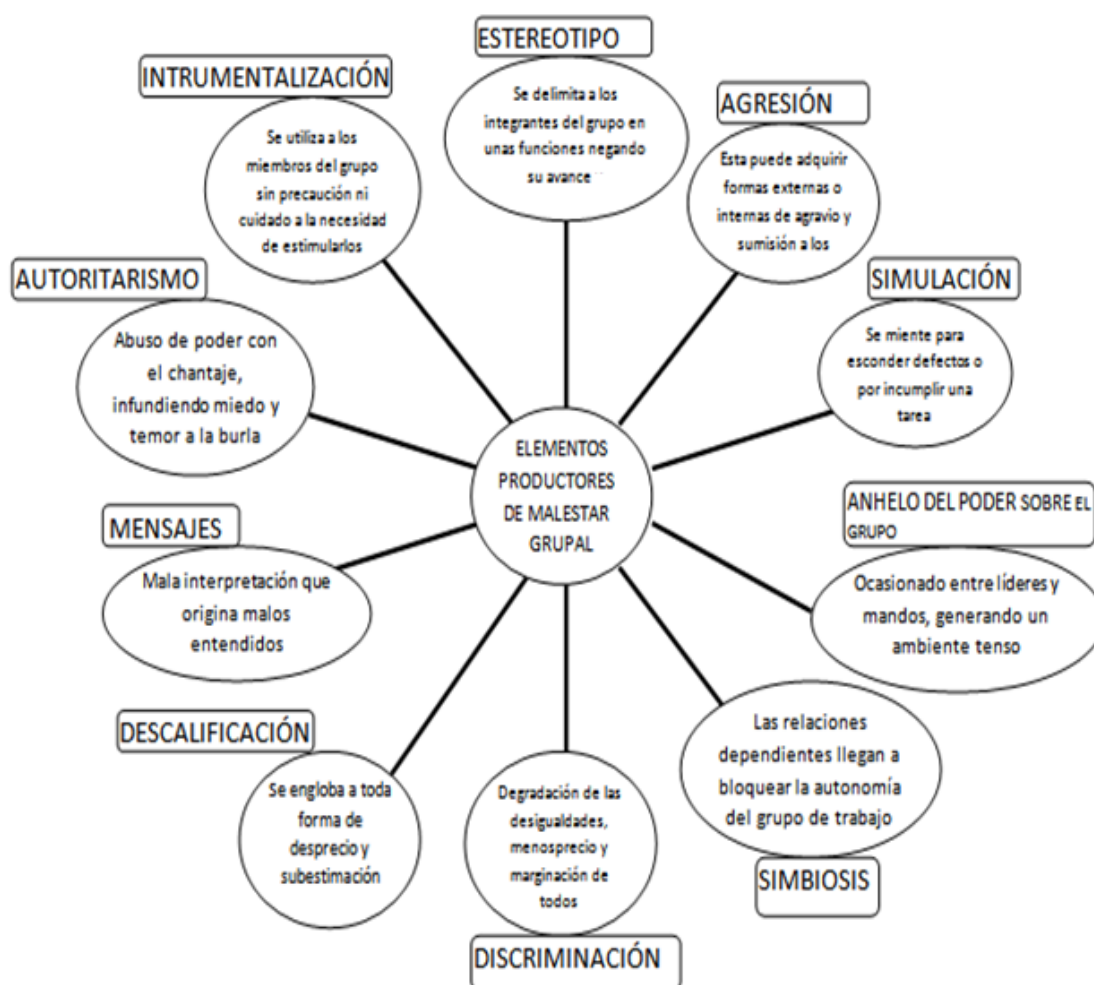 ESTEREOTIPO
Se delimita a los
integrantes del grupo en
unas funciones negando
su avance
AGRESIÓN
Esta puede adquirir
formas externas o
internas de agravio y
sumisión a los
SIMULACIÓN
Se miente para
esconder defectos o
por incumplir una
tarea
ANHELO DEL PODER SOBRE EL
GRUPO
Ocasionado entre líderes y
mandos, generando un
ambiente tenso
Las relaciones
dependientes llegan a
bloquear la autonomía
del grupo de trabajo
SIMBIOSIS
Degradación de las
desigualdades,
menosprecio y
marginación de
todos
DISCRIMINACIÓN
DESCALIFICACIÓN
Se engloba a toda
forma de
desprecio y
subestimación
MENSAJES
Mala interpretación que
origina malos
entendidos
AUTORITARISMO
Abuso de poder con
el chantaje,
infundiendo miedo y
temor a la burla
INTRUMENTALIZACIÓN
Se utiliza a los
miembros del grupo
sin precaución ni
cuidado a la necesidad
de estimularlos
ELEMENTOS
PRODUCTORES
DE MALESTAR
GRUPAL